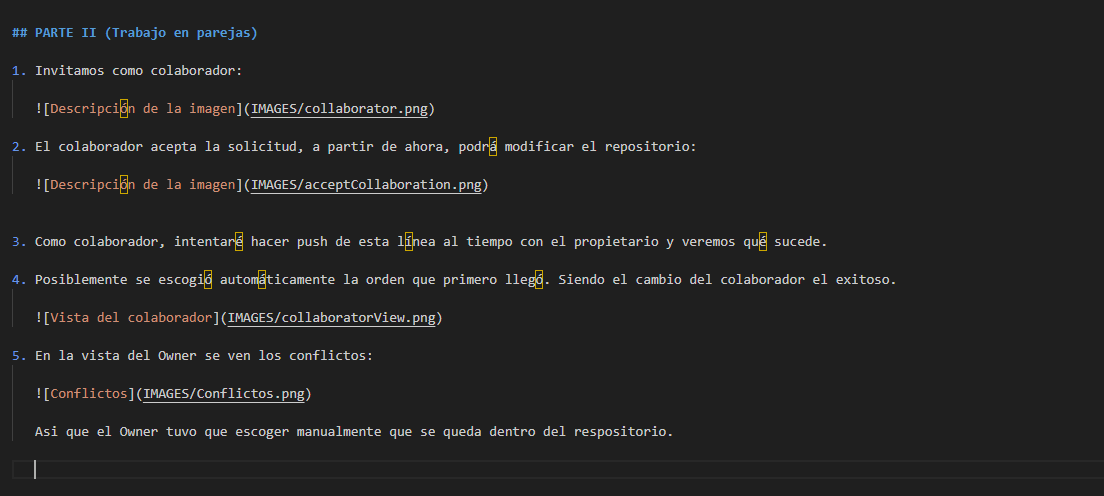 ## PARTE II (Trabajo en parejas)
1. Invitamos como colaborador:
![Descripción de la imagen](IMAGES/collaborator.png)
2. El colaborador acepta la solicitud, a partir de ahora, podrá modificar el repositorio:
![Descripción de la imagen](IMAGES/acceptCollaboration.png)
3. Como colaborador, intentaré hacer push de esta línea al tiempo con el propietario y veremos qué sucede.
4. Posiblemente se escogió automáticamente la orden que primero llegó. Siendo el cambio del colaborador el exitoso.
![Vista del colaborador](IMAGES/collaboratorView.png)
5. En la vista del Owner se ven los conflictos:
![Conflictos](IMAGES/Conflictos.png)
Asi que el Owner tuvo que escoger manualmente que se queda dentro del respositorio.